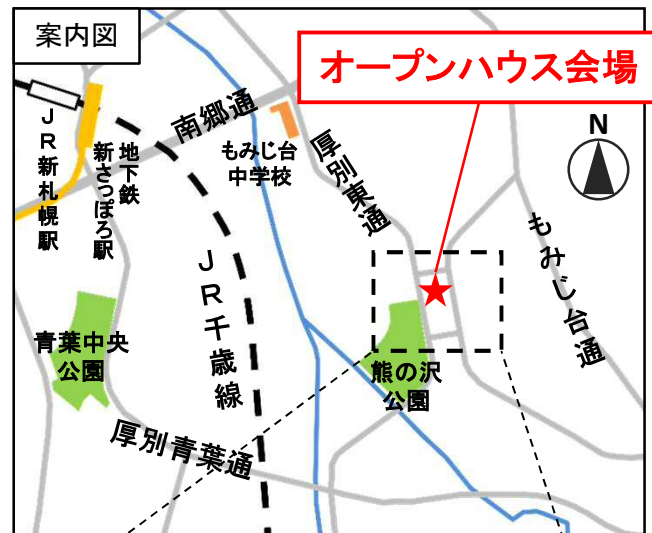 案内図
オープンハウス会場
N
南郷通
もみじ台
中学校
厚別東通
もみじ台通
JR新札幌駅
地下鉄
新さっぽろ駅
JR千歳線
青葉中央
公園
熊の沢
公園
厚別青葉通